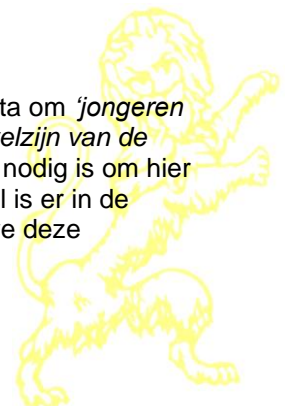 ta om 'jongeren
elzijn van de
nodig is om hier
l is er in de
e deze